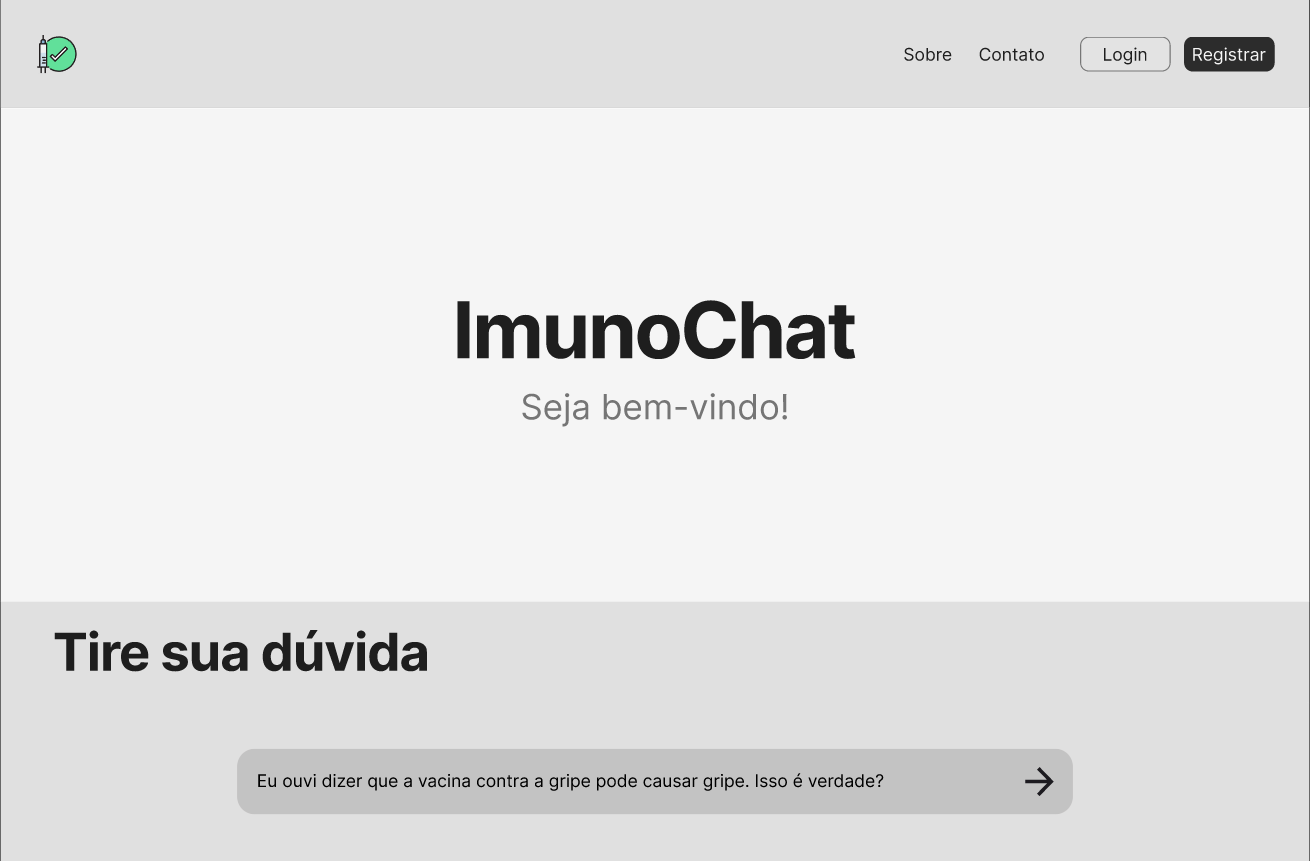 Sobre Contato Login Registrar
ImunoChat
Seja bem-vindo!
Tire sua dúvida
Eu ouvi dizer que a vacina contra a gripe pode causar gripe. Isso é verdade?